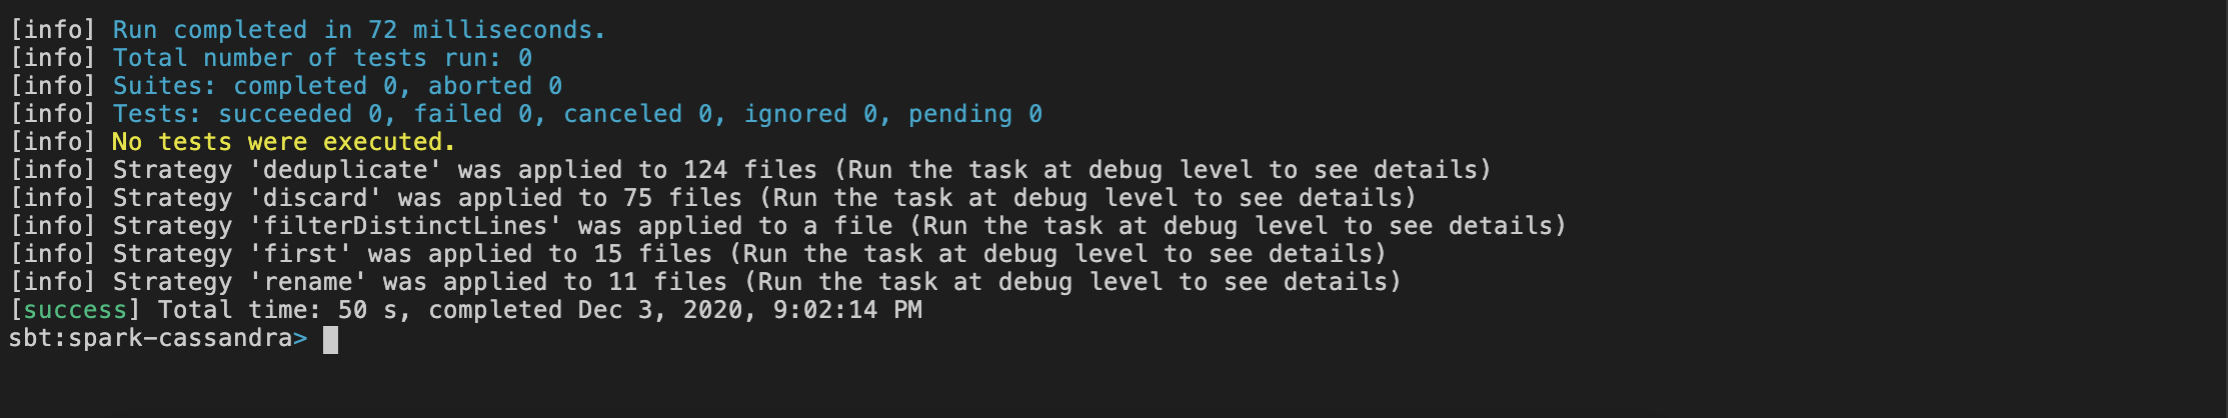 [info] Run completed in 72 milliseconds.
[info] Total number of tests run: 0
[info] Suites: completed 0, aborted 0
[info] Tests: succeeded 0, failed 0, canceled 0, ignored 0, pending 0
[info] No tests were executed.
[info] Strategy 'deduplicate' was applied to 124 files (Run the task at debug level to see details)
[info] Strategy 'discard' was applied to 75 files (Run the task at debug level to see details)
[info] Strategy 'filterDistinctLines' was applied to a file (Run the task at debug level to see details)
[info] Strategy 'first' was applied to 15 files (Run the task at debug level to see details)
[info] Strategy 'rename' was applied to 11 files (Run the task at debug level to see details)
[success] Total time: 50 s, completed Dec 3, 2020, 9:02:14 PM
sbt:spark-cassandra>